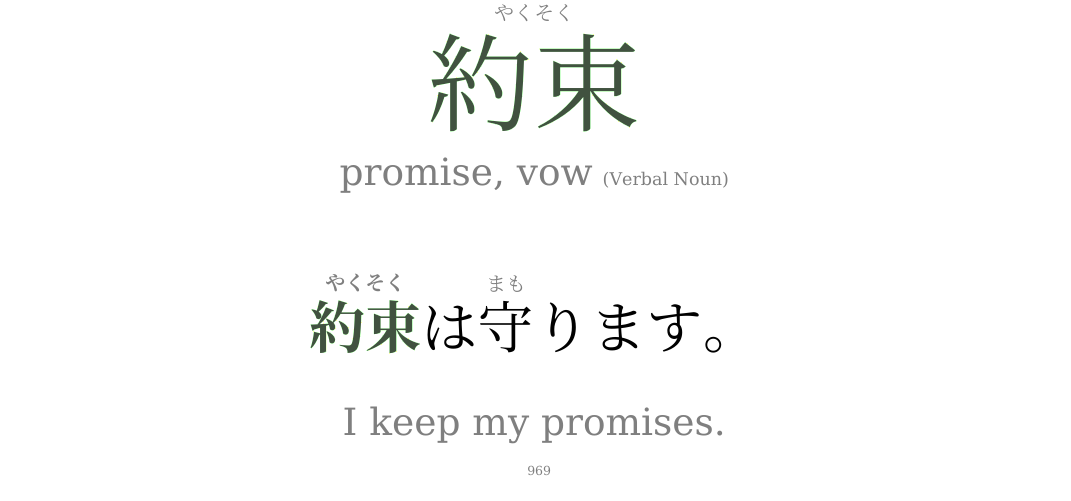 やくそく
約束
promise, vow (Verbal Noun)
やくそく まも
約束は守ります。
I keep my promises.
969